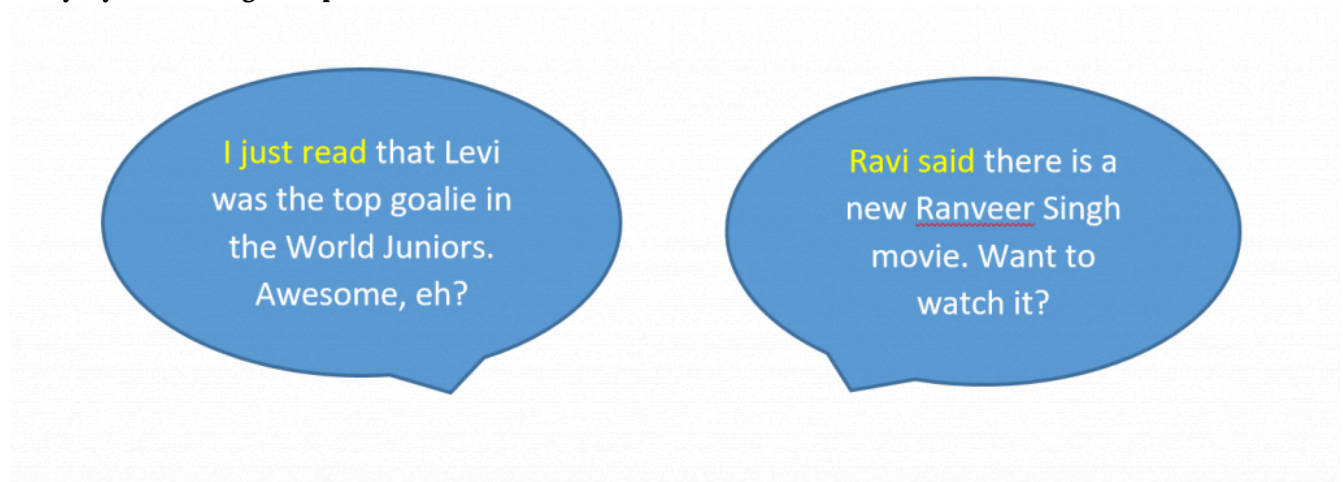 I just read that Levi
was the top goalie in
the World Juniors.
Awesome, eh?
Ravi said there is a
new Ranveer Singh
movie. Want to
watch it?